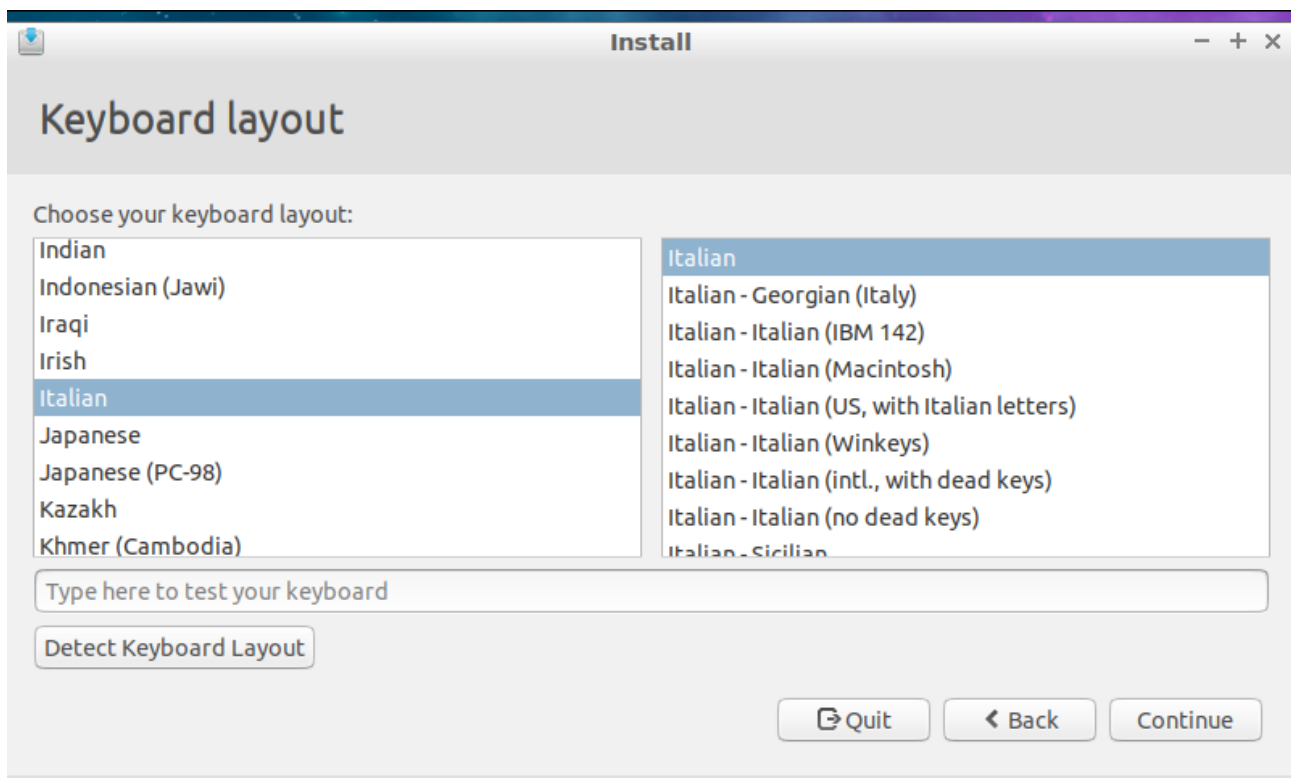 Install
Keyboard layout
Choose your keyboard layout:
Indian
Indonesian (Jawi)
Iraqi
Irish
Italian
Japanese
Japanese (PC-98)
Kazakh
Khmer (Cambodia)
Italian
Italian - Georgian (Italy)
Italian - Italian (IBM 142)
Italian - Italian (Macintosh)
Italian - Italian (US, with Italian letters)
Italian - Italian (Winkeys)
Italian - Italian (intl., with dead keys)
Italian - Italian (no dead keys)
Italian - Sicilian
Type here to test your keyboard
Detect Keyboard Layout
Quit
Back
Continue